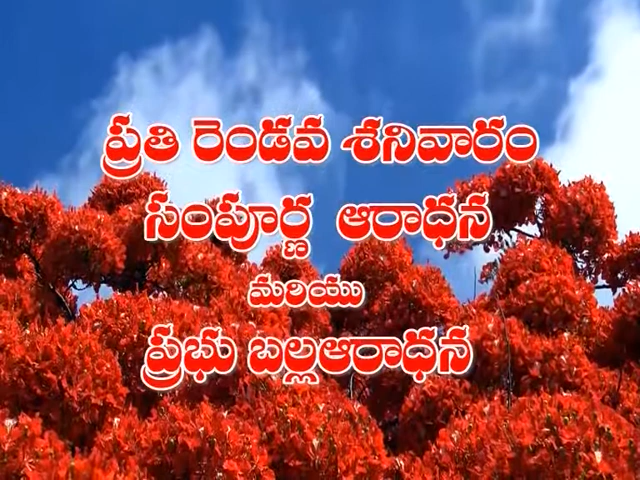 ప్రతి రెండవ శనివారం
సంపూర్ణ ఆరాధన
మరియు
ప్రభు బల్లఆరాధన